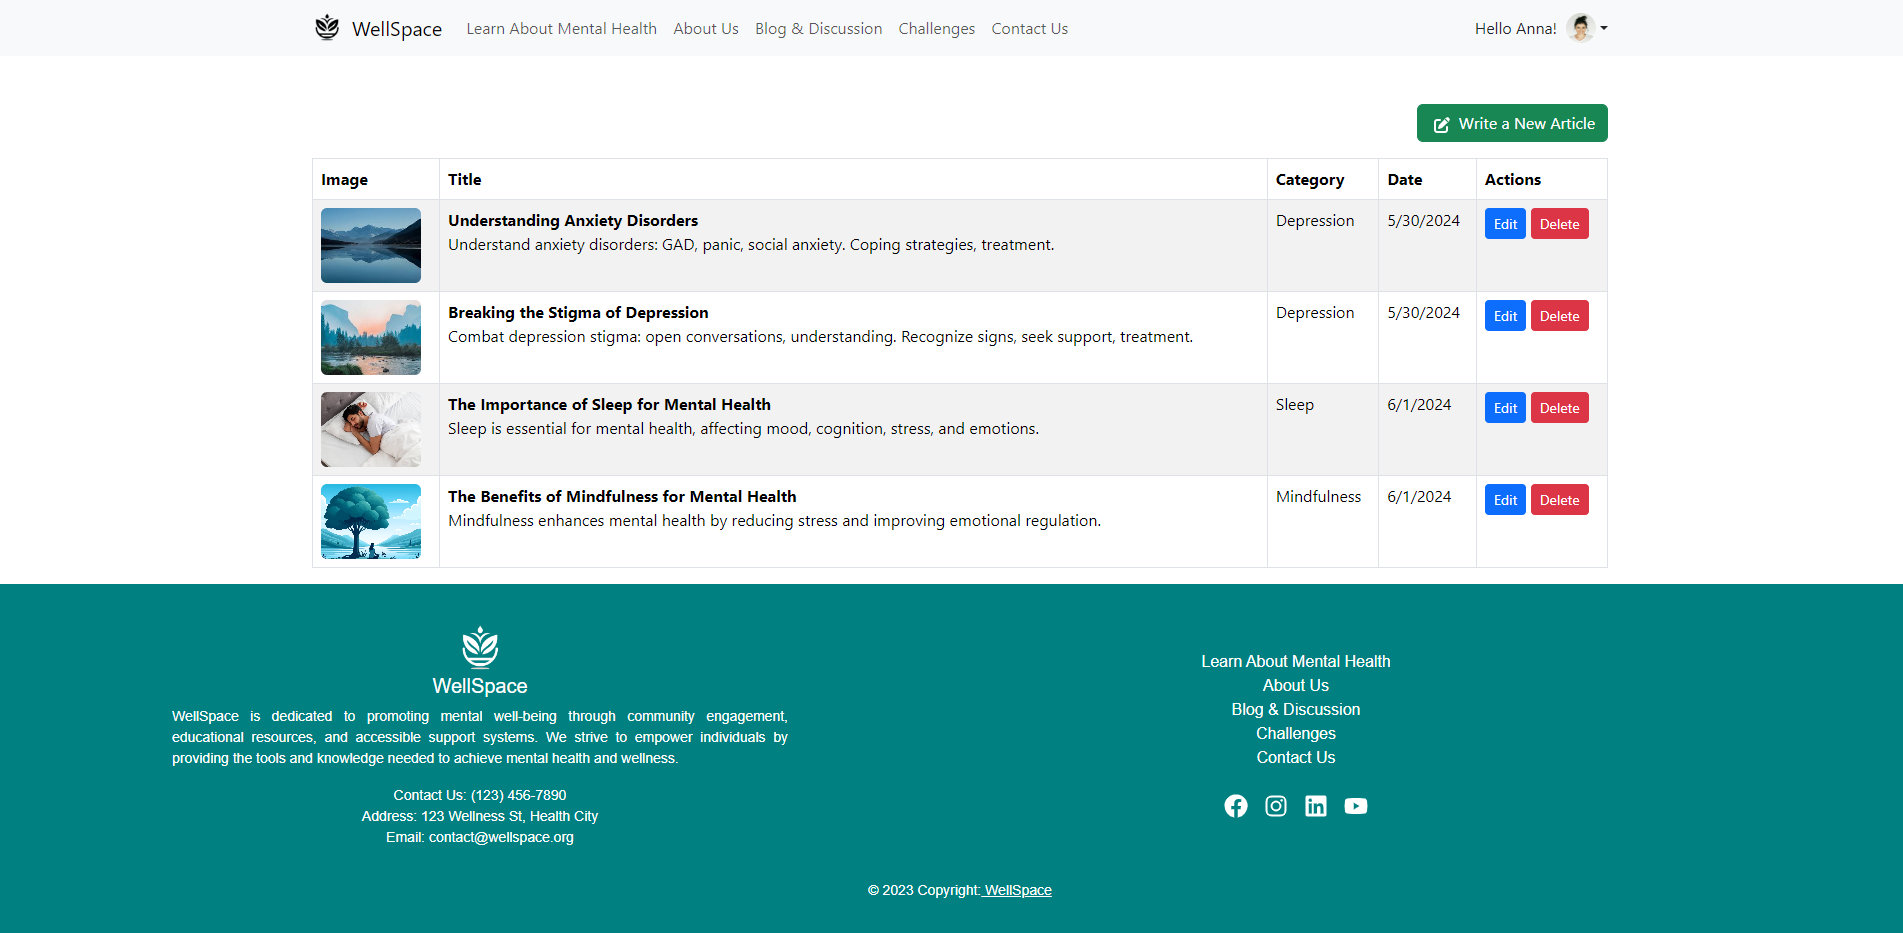 WellSpace Learn About Mental Health About Us Blog & Discussion Challenges Contact Us Hello Anna!
Write a New Article
Image Title Category Date Actions
Understanding Anxiety Disorders Depression 5/30/2024 Edit Delete
Understand anxiety disorders: GAD, panic, social anxiety. Coping strategies, treatment.
Breaking the Stigma of Depression Depression 5/30/2024 Edit Delete
Combat depression stigma: open conversations, understanding. Recognize signs, seek support, treatment.
The Importance of Sleep for Mental Health Sleep 6/1/2024 Edit Delete
Sleep is essential for mental health, affecting mood, cognition, stress, and emotions.
The Benefits of Mindfulness for Mental Health Mindfulness 6/1/2024 Edit Delete
Mindfulness enhances mental health by reducing stress and improving emotional regulation.
WellSpace
WellSpace is dedicated to promoting mental well-being through community engagement,
educational resources, and accessible support systems. We strive to empower individuals by
providing the tools and knowledge needed to achieve mental health and wellness.
Contact Us: (123) 456-7890
Address: 123 Wellness St, Health City
Email: contact@wellspace.org
Learn About Mental Health
About Us
Blog & Discussion
Challenges
Contact Us
© 2023 Copyright: WellSpace